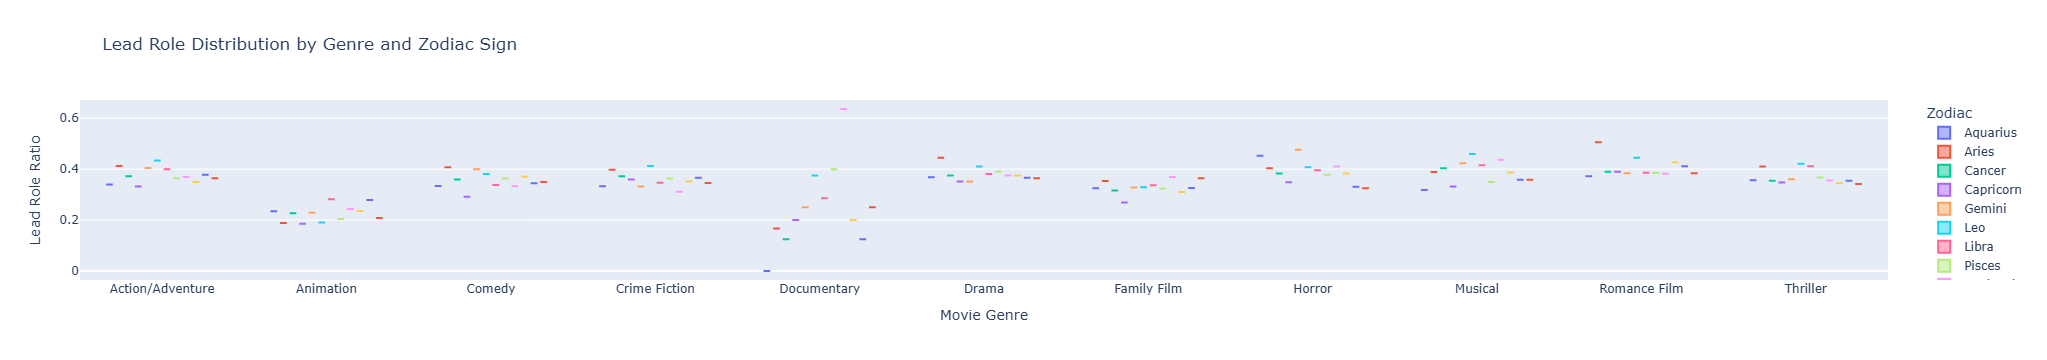 Lead Role Distribution by Genre and Zodiac Sign
Lead Role Ratio
0.6
0.4
0.2
0
Action/Adventure
Animation
Comedy
Crime Fiction
Documentary
Drama
Family Film
Horror
Musical
Romance Film
Thriller
Movie Genre
Zodiac
Aquarius
Aries
Cancer
Capricorn
Gemini
Leo
Libra
Pisces